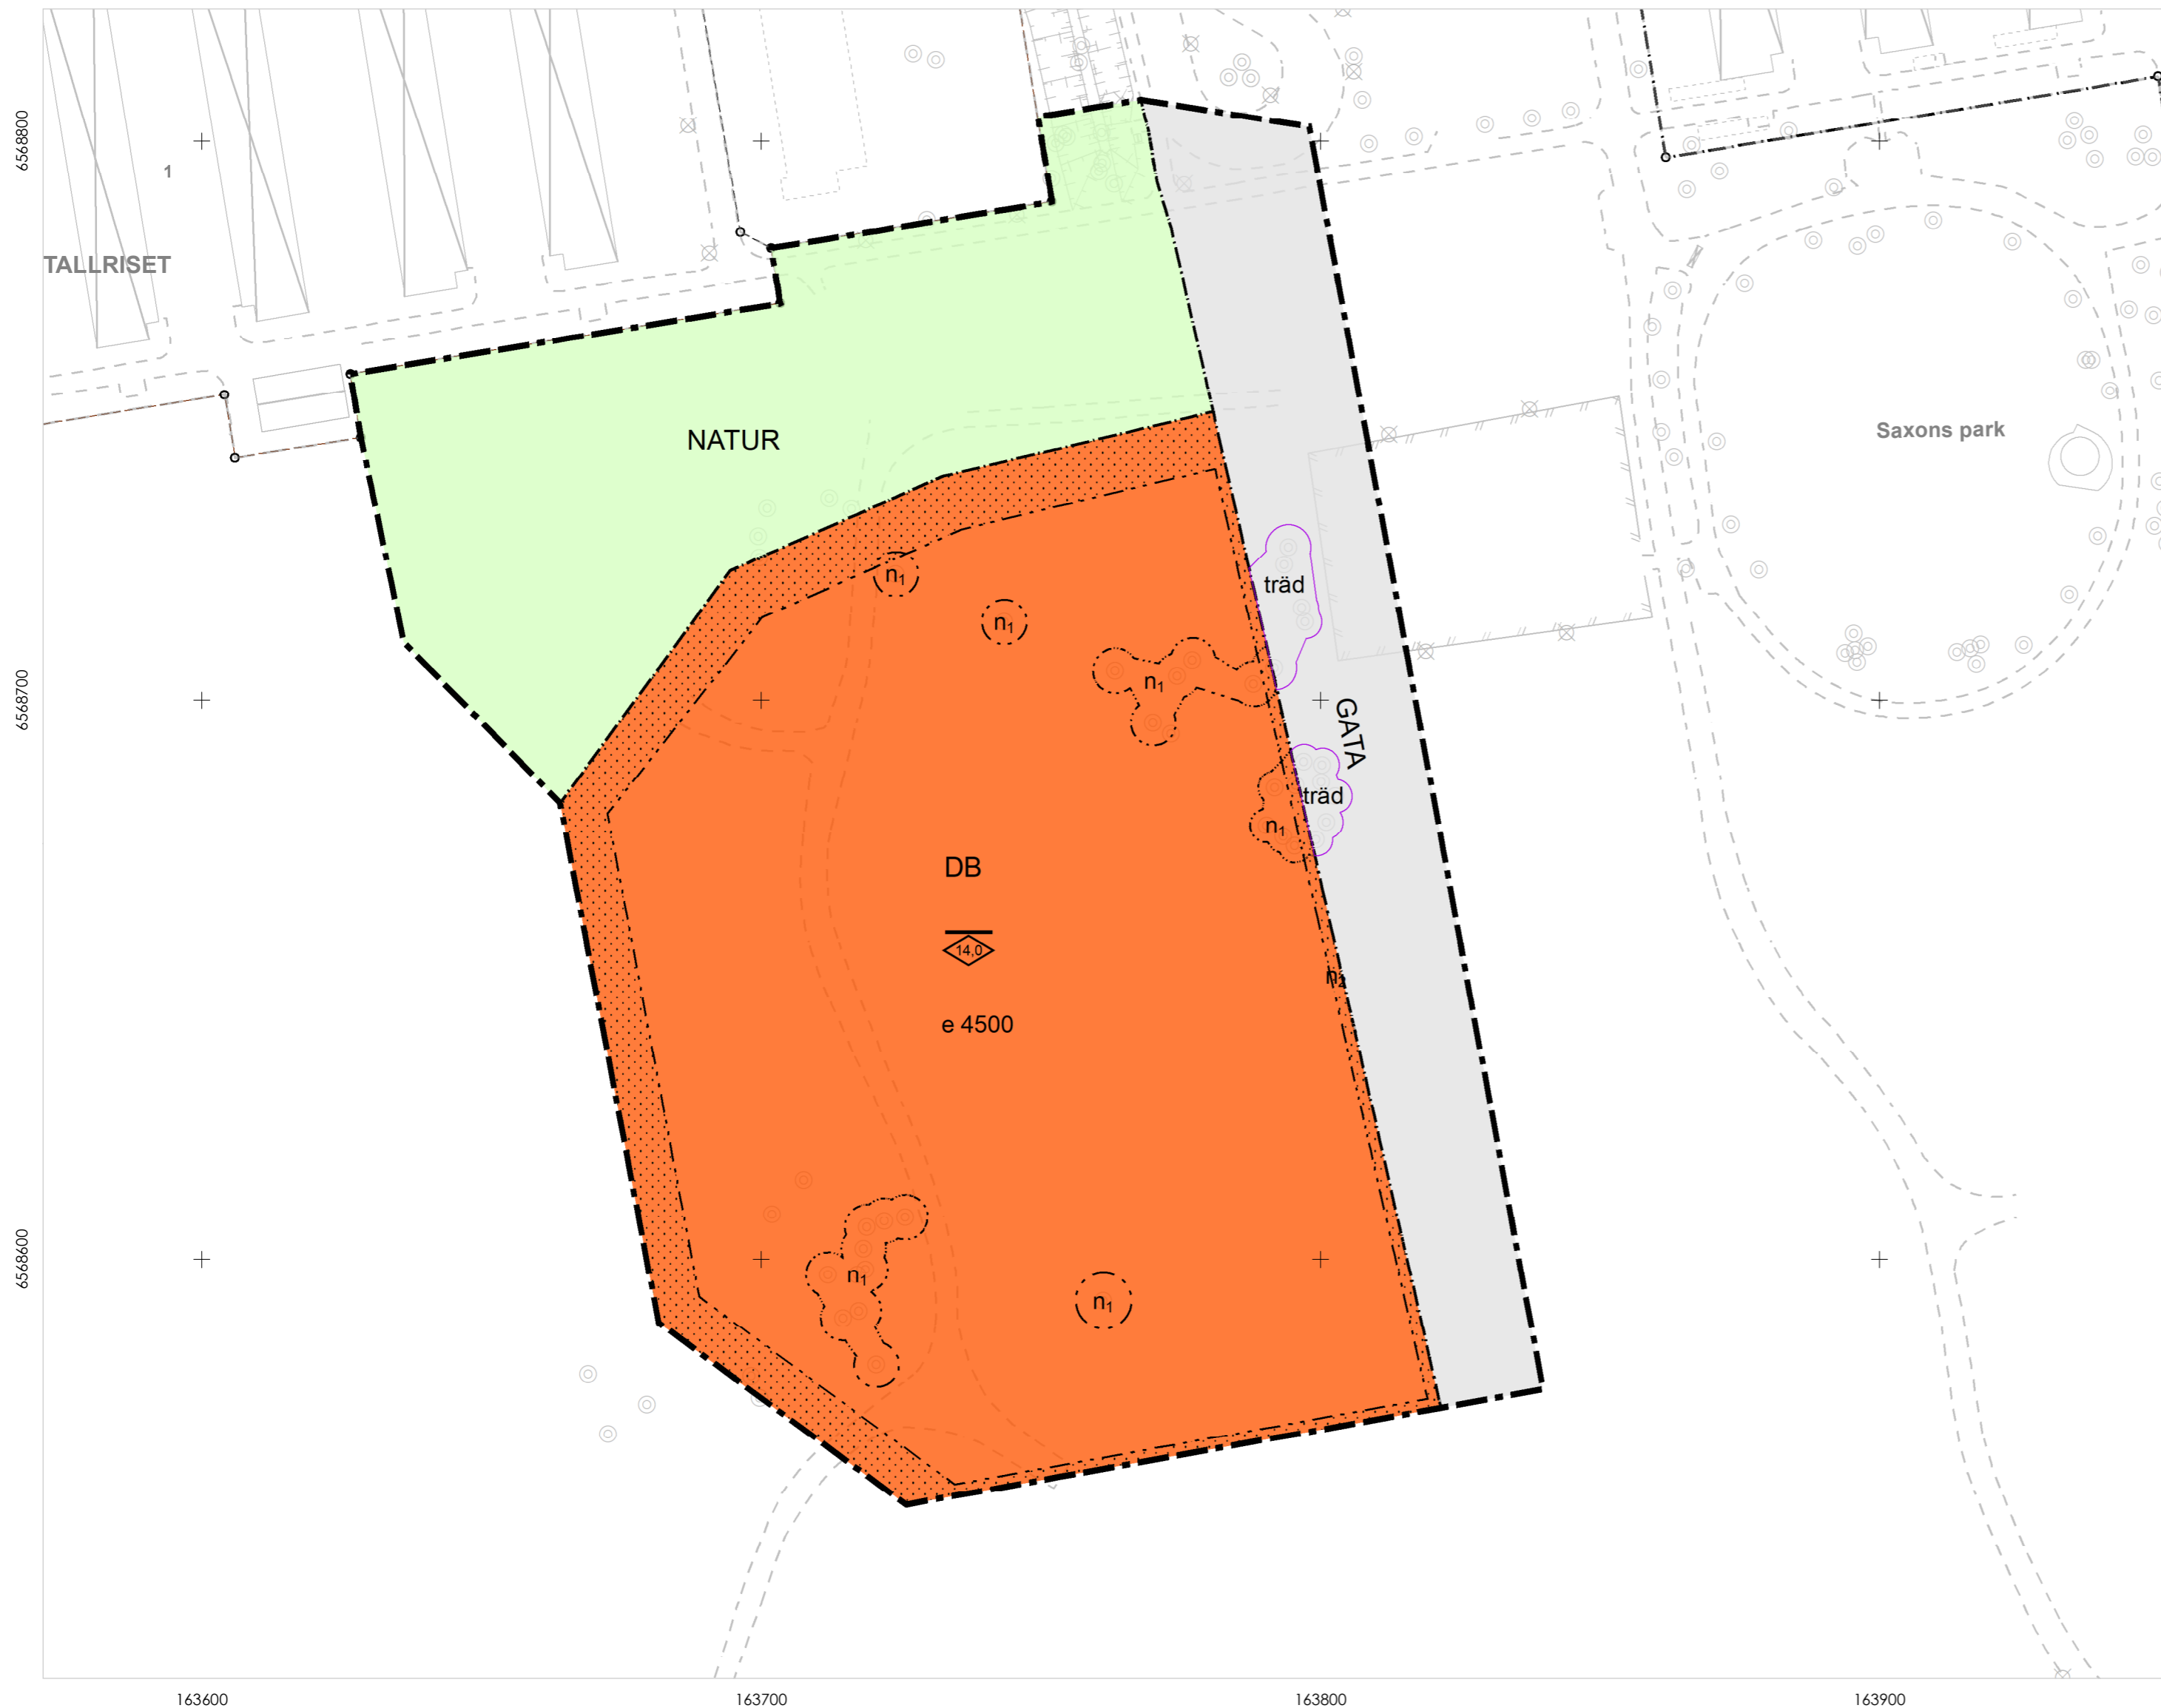 6568800
1
TALLRISET
Saxons park
NATUR
n₁
träd
n₁
n₁
6568700
GATA
träd
n₁
DB
14,0
n₂
e 4500
6568600
n₁
n₁
163600
163700
163800
163900